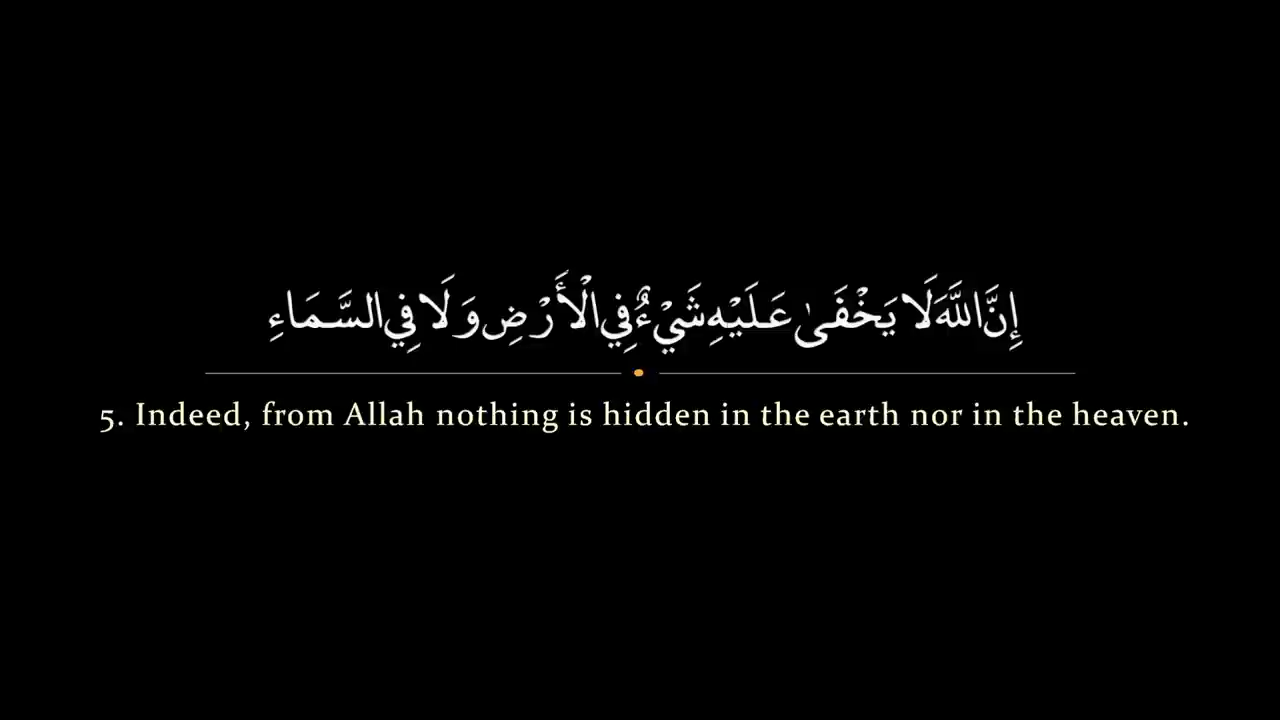 إِنَّ اللَّهَ لَا يَخْفَىٰ عَلَيْهِ شَيْءٌ فِي الْأَرْضِ وَلَا فِي السَّمَاءِ
5. Indeed, from Allah nothing is hidden in the earth nor in the heaven.